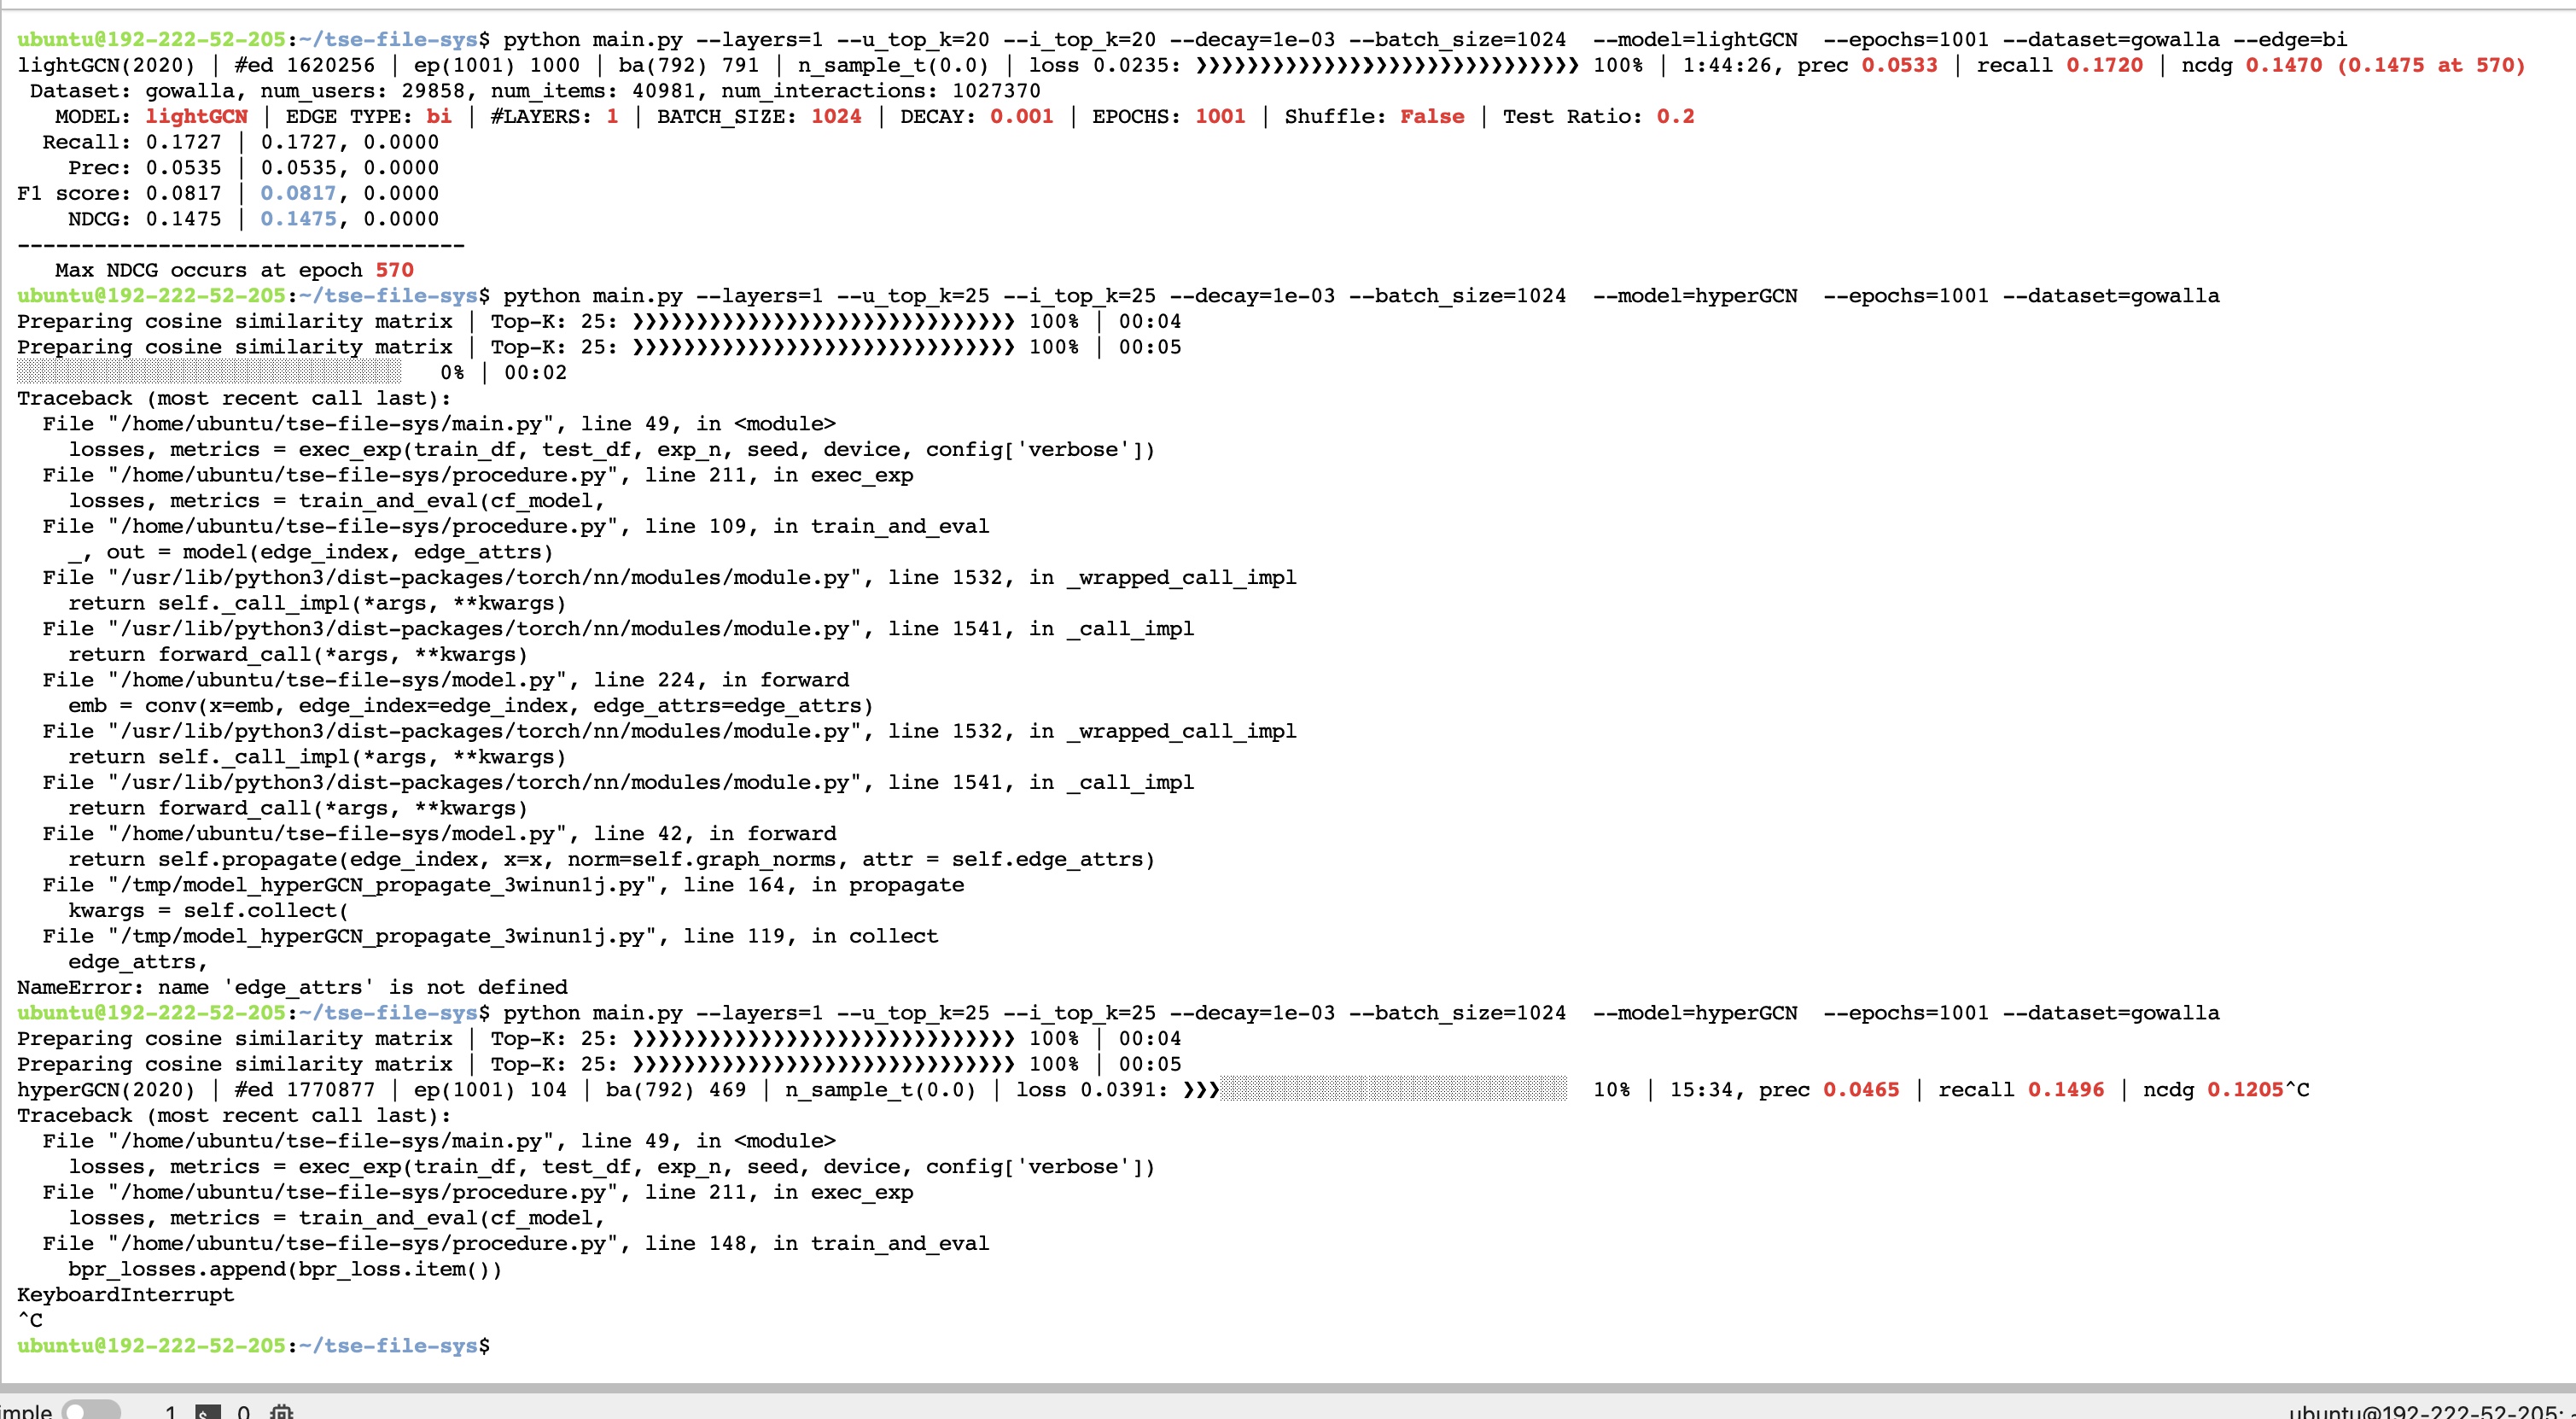 ubuntu@192-222-52-205:~/tse-file-sys$ python main.py --layers=1 --u_top_k=20 --i_top_k=20 --decay=1e-03 --batch_size=1024  --model=lightGCN  --epochs=1001 --dataset=gowalla --edge=bi
lightGCN(2020) | #ed 1620256 | ep(1001) 1000 | ba(792) 791 | n_sample_t(0.0) | loss 0.0235: ❯❯❯❯❯❯❯❯❯❯❯❯❯❯❯❯❯❯❯❯❯❯❯❯❯❯❯❯❯❯ 100% | 1:44:26, prec 0.0533 | recall 0.1720 | ncdg 0.1470 (0.1475 at 570)
 Dataset: gowalla, num_users: 29858, num_items: 40981, num_interactions: 1027370
   MODEL: lightGCN | EDGE TYPE: bi | #LAYERS: 1 | BATCH_SIZE: 1024 | DECAY: 0.001 | EPOCHS: 1001 | Shuffle: False | Test Ratio: 0.2
  Recall: 0.1727 | 0.1727, 0.0000
    Prec: 0.0535 | 0.0535, 0.0000
F1 score: 0.0817 | 0.0817, 0.0000
    NDCG: 0.1475 | 0.1475, 0.0000
-----------------------------------
   Max NDCG occurs at epoch 570
ubuntu@192-222-52-205:~/tse-file-sys$ python main.py --layers=1 --u_top_k=25 --i_top_k=25 --decay=1e-03 --batch_size=1024  --model=hyperGCN  --epochs=1001 --dataset=gowalla
Preparing cosine similarity matrix | Top-K: 25: ❯❯❯❯❯❯❯❯❯❯❯❯❯❯❯❯❯❯❯❯❯❯❯❯❯❯❯❯❯❯ 100% | 00:04
Preparing cosine similarity matrix | Top-K: 25: ❯❯❯❯❯❯❯❯❯❯❯❯❯❯❯❯❯❯❯❯❯❯❯❯❯❯❯❯❯❯ 100% | 00:05
░░░░░░░░░░░░░░░░░░░░░░░░░░░░░░   0% | 00:02
Traceback (most recent call last):
  File "/home/ubuntu/tse-file-sys/main.py", line 49, in <module>
    losses, metrics = exec_exp(train_df, test_df, exp_n, seed, device, config['verbose'])
  File "/home/ubuntu/tse-file-sys/procedure.py", line 211, in exec_exp
    losses, metrics = train_and_eval(cf_model,
  File "/home/ubuntu/tse-file-sys/procedure.py", line 109, in train_and_eval
    _, out = model(edge_index, edge_attrs)
  File "/usr/lib/python3/dist-packages/torch/nn/modules/module.py", line 1532, in _wrapped_call_impl
    return self._call_impl(*args, **kwargs)
  File "/usr/lib/python3/dist-packages/torch/nn/modules/module.py", line 1541, in _call_impl
    return forward_call(*args, **kwargs)
  File "/home/ubuntu/tse-file-sys/model.py", line 224, in forward
    emb = conv(x=emb, edge_index=edge_index, edge_attrs=edge_attrs)
  File "/usr/lib/python3/dist-packages/torch/nn/modules/module.py", line 1532, in _wrapped_call_impl
    return self._call_impl(*args, **kwargs)
  File "/usr/lib/python3/dist-packages/torch/nn/modules/module.py", line 1541, in _call_impl
    return forward_call(*args, **kwargs)
  File "/home/ubuntu/tse-file-sys/model.py", line 42, in forward
    return self.propagate(edge_index, x=x, norm=self.graph_norms, attr = self.edge_attrs)
  File "/tmp/model_hyperGCN_propagate_3winun1j.py", line 164, in propagate
    kwargs = self.collect(
  File "/tmp/model_hyperGCN_propagate_3winun1j.py", line 119, in collect
    edge_attrs,
NameError: name 'edge_attrs' is not defined
ubuntu@192-222-52-205:~/tse-file-sys$ python main.py --layers=1 --u_top_k=25 --i_top_k=25 --decay=1e-03 --batch_size=1024  --model=hyperGCN  --epochs=1001 --dataset=gowalla
Preparing cosine similarity matrix | Top-K: 25: ❯❯❯❯❯❯❯❯❯❯❯❯❯❯❯❯❯❯❯❯❯❯❯❯❯❯❯❯❯❯ 100% | 00:04
Preparing cosine similarity matrix | Top-K: 25: ❯❯❯❯❯❯❯❯❯❯❯❯❯❯❯❯❯❯❯❯❯❯❯❯❯❯❯❯❯❯ 100% | 00:05
hyperGCN(2020) | #ed 1770877 | ep(1001) 104 | ba(792) 469 | n_sample_t(0.0) | loss 0.0391: ❯❯❯░░░░░░░░░░░░░░░░░░░░░░░░░░░  10% | 15:34, prec 0.0465 | recall 0.1496 | ncdg 0.1205^C
Traceback (most recent call last):
  File "/home/ubuntu/tse-file-sys/main.py", line 49, in <module>
    losses, metrics = exec_exp(train_df, test_df, exp_n, seed, device, config['verbose'])
  File "/home/ubuntu/tse-file-sys/procedure.py", line 211, in exec_exp
    losses, metrics = train_and_eval(cf_model,
  File "/home/ubuntu/tse-file-sys/procedure.py", line 148, in train_and_eval
    bpr_losses.append(bpr_loss.item())
KeyboardInterrupt
^C
ubuntu@192-222-52-205:~/tse-file-sys$
imple 1 0 ubuntu@192-222-52-205: